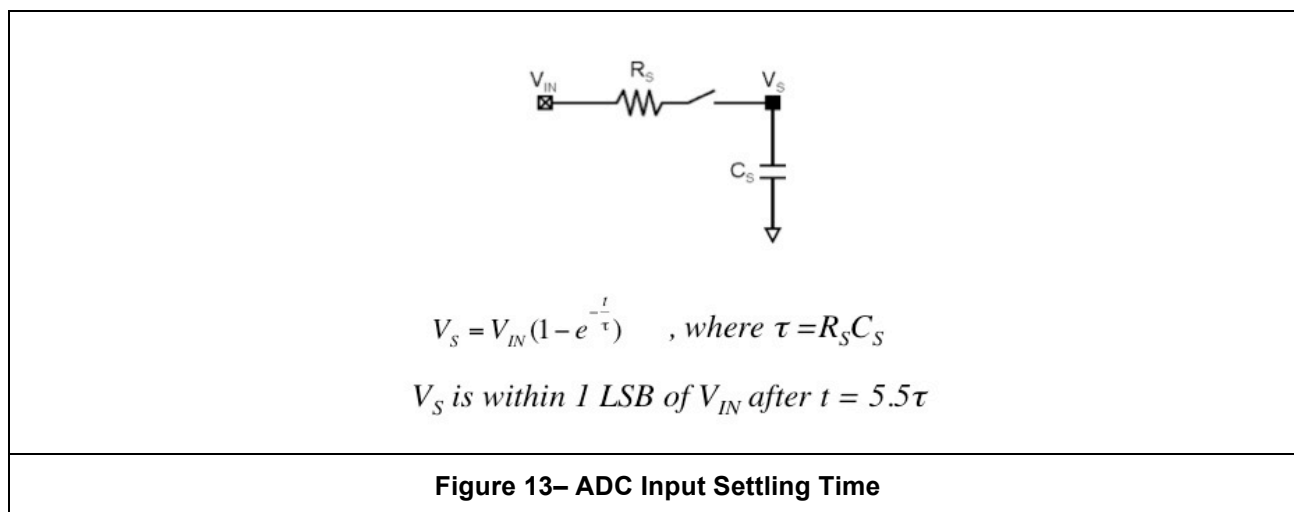 V_IN R_S V_S
C_S
V_S = V_IN (1 − e^(−t/τ)) , where τ =R_S C_S
V_S is within 1 LSB of V_IN after t = 5.5τ
Figure 13– ADC Input Settling Time